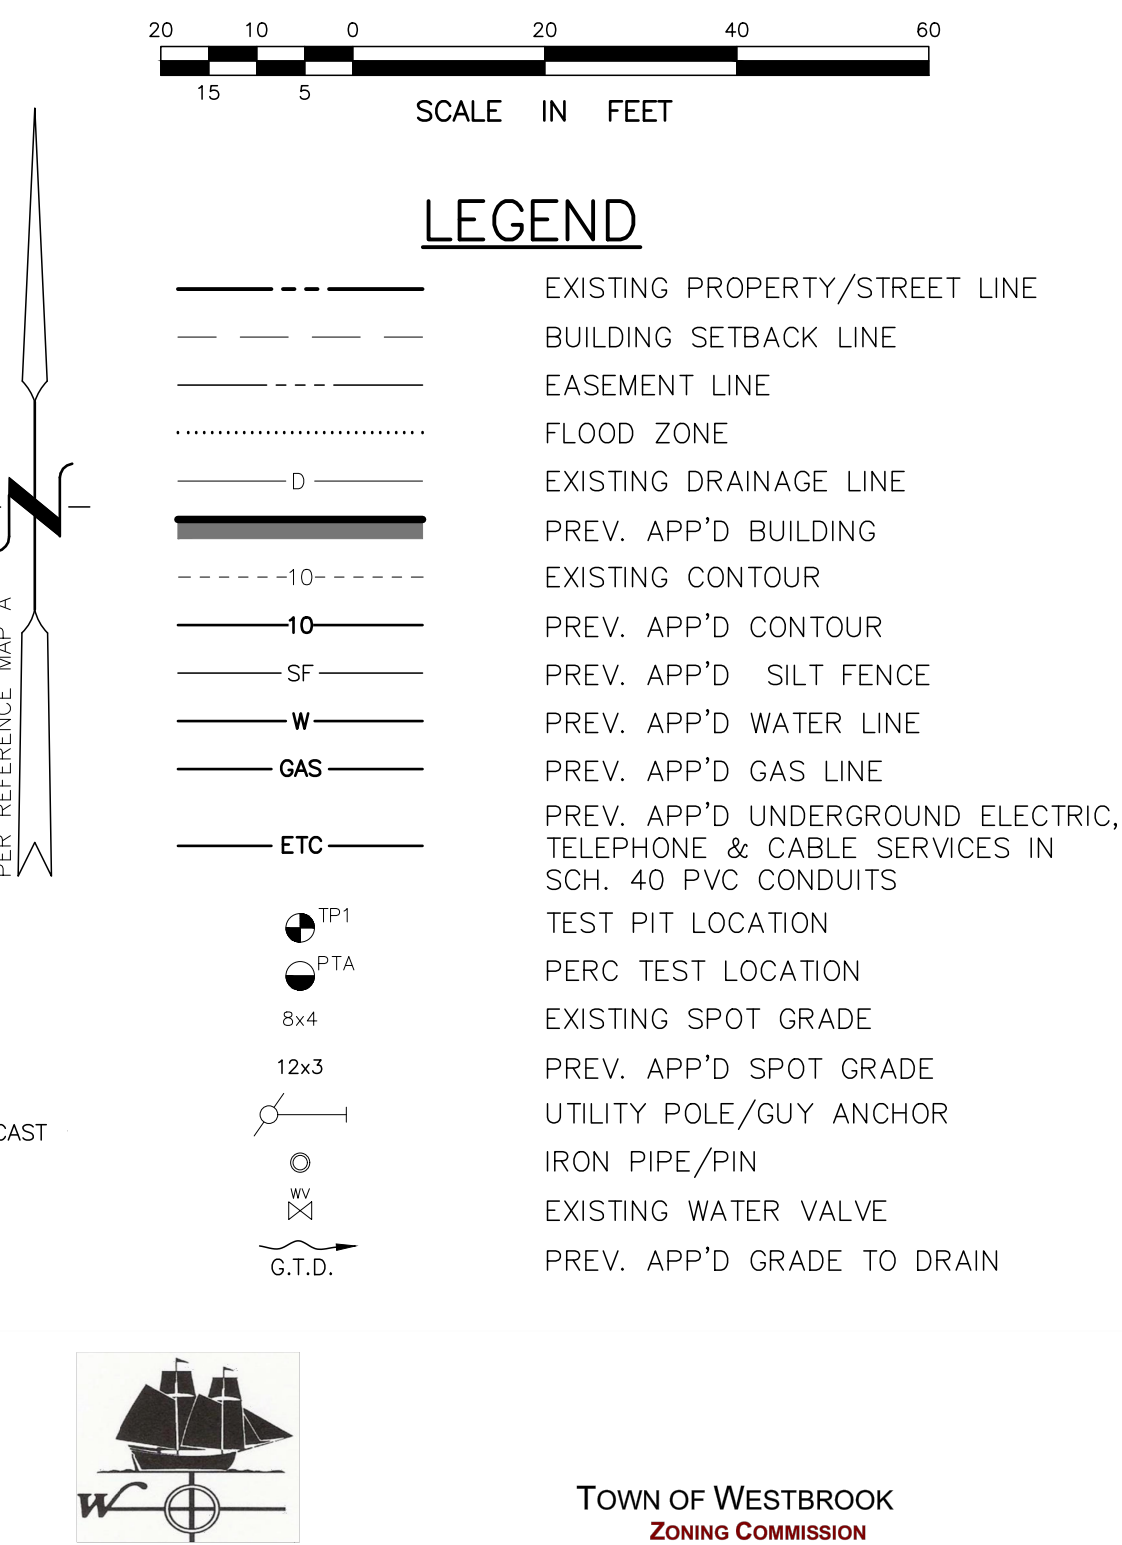 20 10 0 20 40 60
15 5
SCALE IN FEET
LEGEND
EXISTING PROPERTY/STREET LINE
BUILDING SETBACK LINE
EASEMENT LINE
FLOOD ZONE
D EXISTING DRAINAGE LINE
PREV. APP'D BUILDING
10 EXISTING CONTOUR
10 PREV. APP'D CONTOUR
SF PREV. APP'D SILT FENCE
W PREV. APP'D WATER LINE
GAS PREV. APP'D GAS LINE
PREV. APP'D UNDERGROUND ELECTRIC,
ETC TELEPHONE & CABLE SERVICES IN
SCH. 40 PVC CONDUITS
TP1 TEST PIT LOCATION
PTA PERC TEST LOCATION
8x4 EXISTING SPOT GRADE
12x3 PREV. APP'D SPOT GRADE
UTILITY POLE/GUY ANCHOR
IRON PIPE/PIN
WV EXISTING WATER VALVE
G.T.D. PREV. APP'D GRADE TO DRAIN
N
PER REFERENCE MAP A
CAST
W
TOWN OF WESTBROOK
ZONING COMMISSION